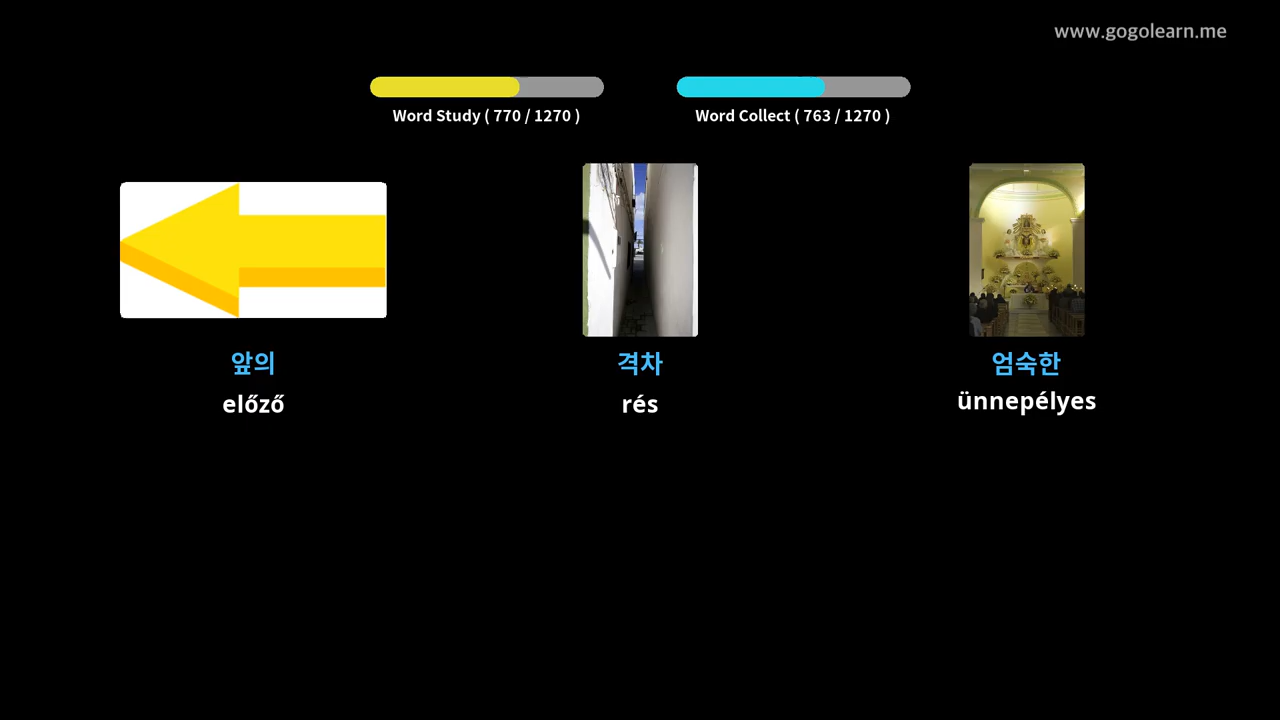 www.gogolearn.me
Word Study ( 770 / 1270 )
Word Collect ( 763 / 1270 )
앞의
előző
격차
rés
엄숙한
ünnepélyes